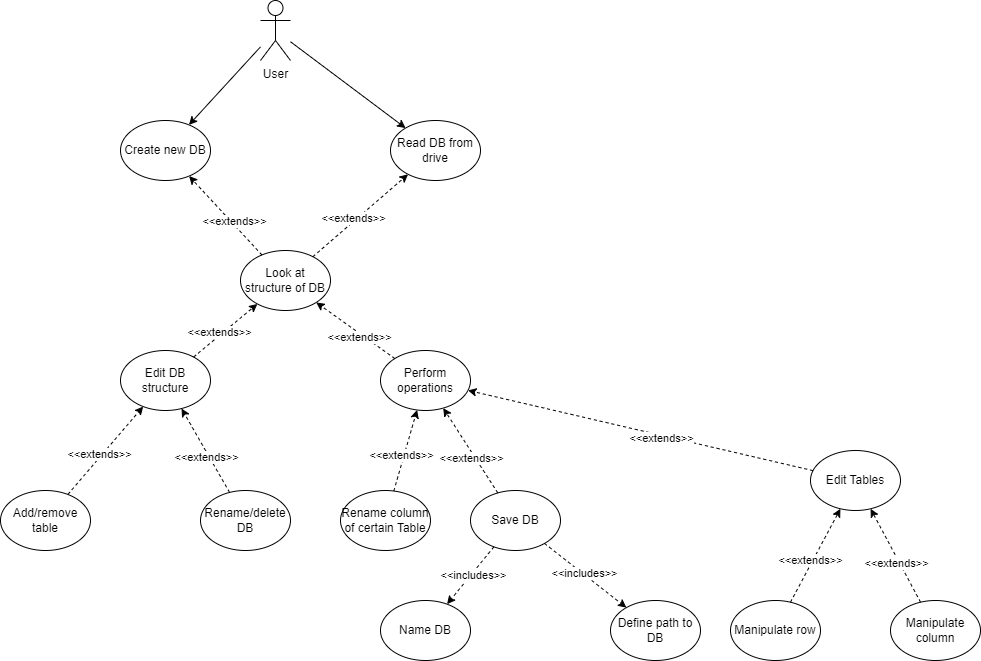 User
Create new DB
Read DB from
drive
<<extends>>
<<extends>>
Look at
structure of DB
<<extends>>
<<extends>>
Edit DB
structure
Perform
operations
<<extends>>
<<extends>>
<<extends>>
<<extends>>
<<extends>>
Edit Tables
Add/remove
table
Rename/delete
DB
Rename column
of certain Table
Save DB
<<includes>>
<<includes>>
<<extends>>
<<extends>>
Name DB
Define path to
DB
Manipulate row
Manipulate
column